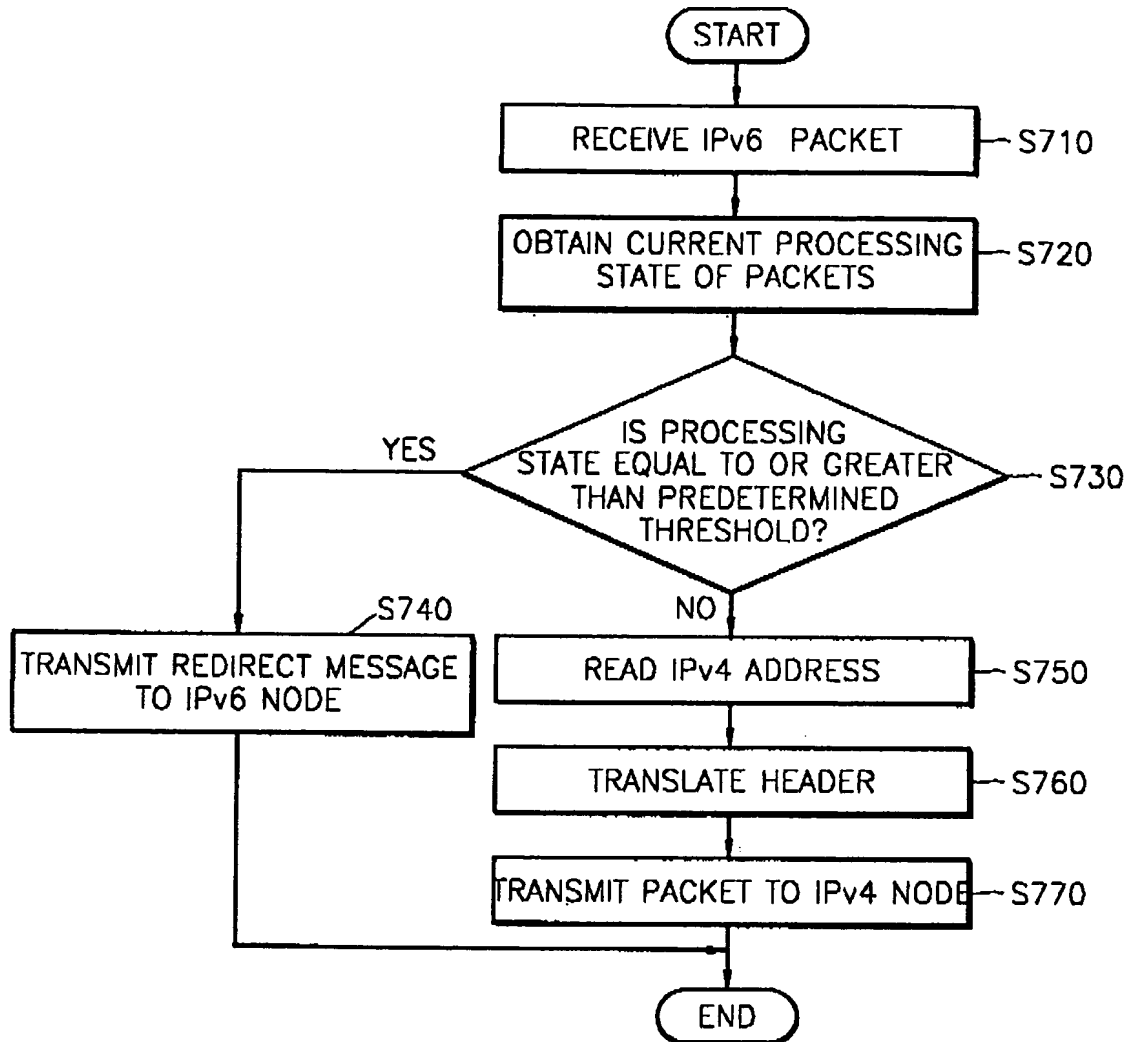 START
RECEIVE IPv6 PACKET
S710
OBTAIN CURRENT PROCESSING
STATE OF PACKETS
S720
IS PROCESSING
STATE EQUAL TO OR GREATER
THAN PREDETERMINED
THRESHOLD?
S730
YES
NO
S740
TRANSMIT REDIRECT MESSAGE
TO IPv6 NODE
READ IPv4 ADDRESS
S750
TRANSLATE HEADER
S760
TRANSMIT PACKET TO IPv4 NODE
S770
END